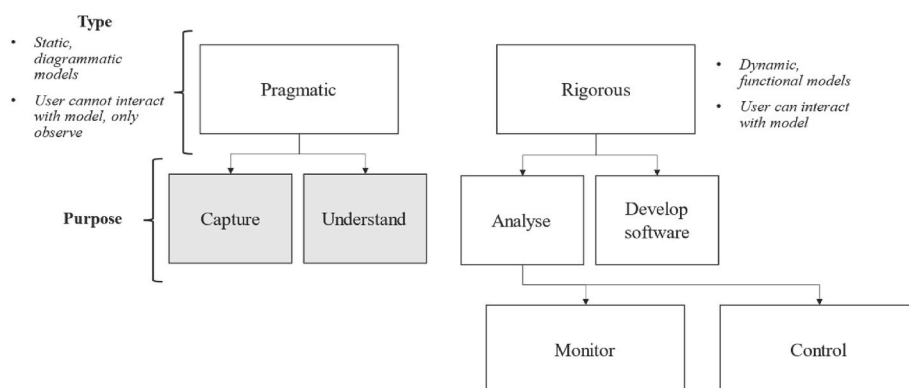 Type
• Static,
diagrammatic
models
• User cannot interact
with model, only
observe
Pragmatic
Rigorous
• Dynamic,
functional models
• User can interact
with model
Purpose
Capture
Understand
Analyse
Develop
software
Monitor
Control